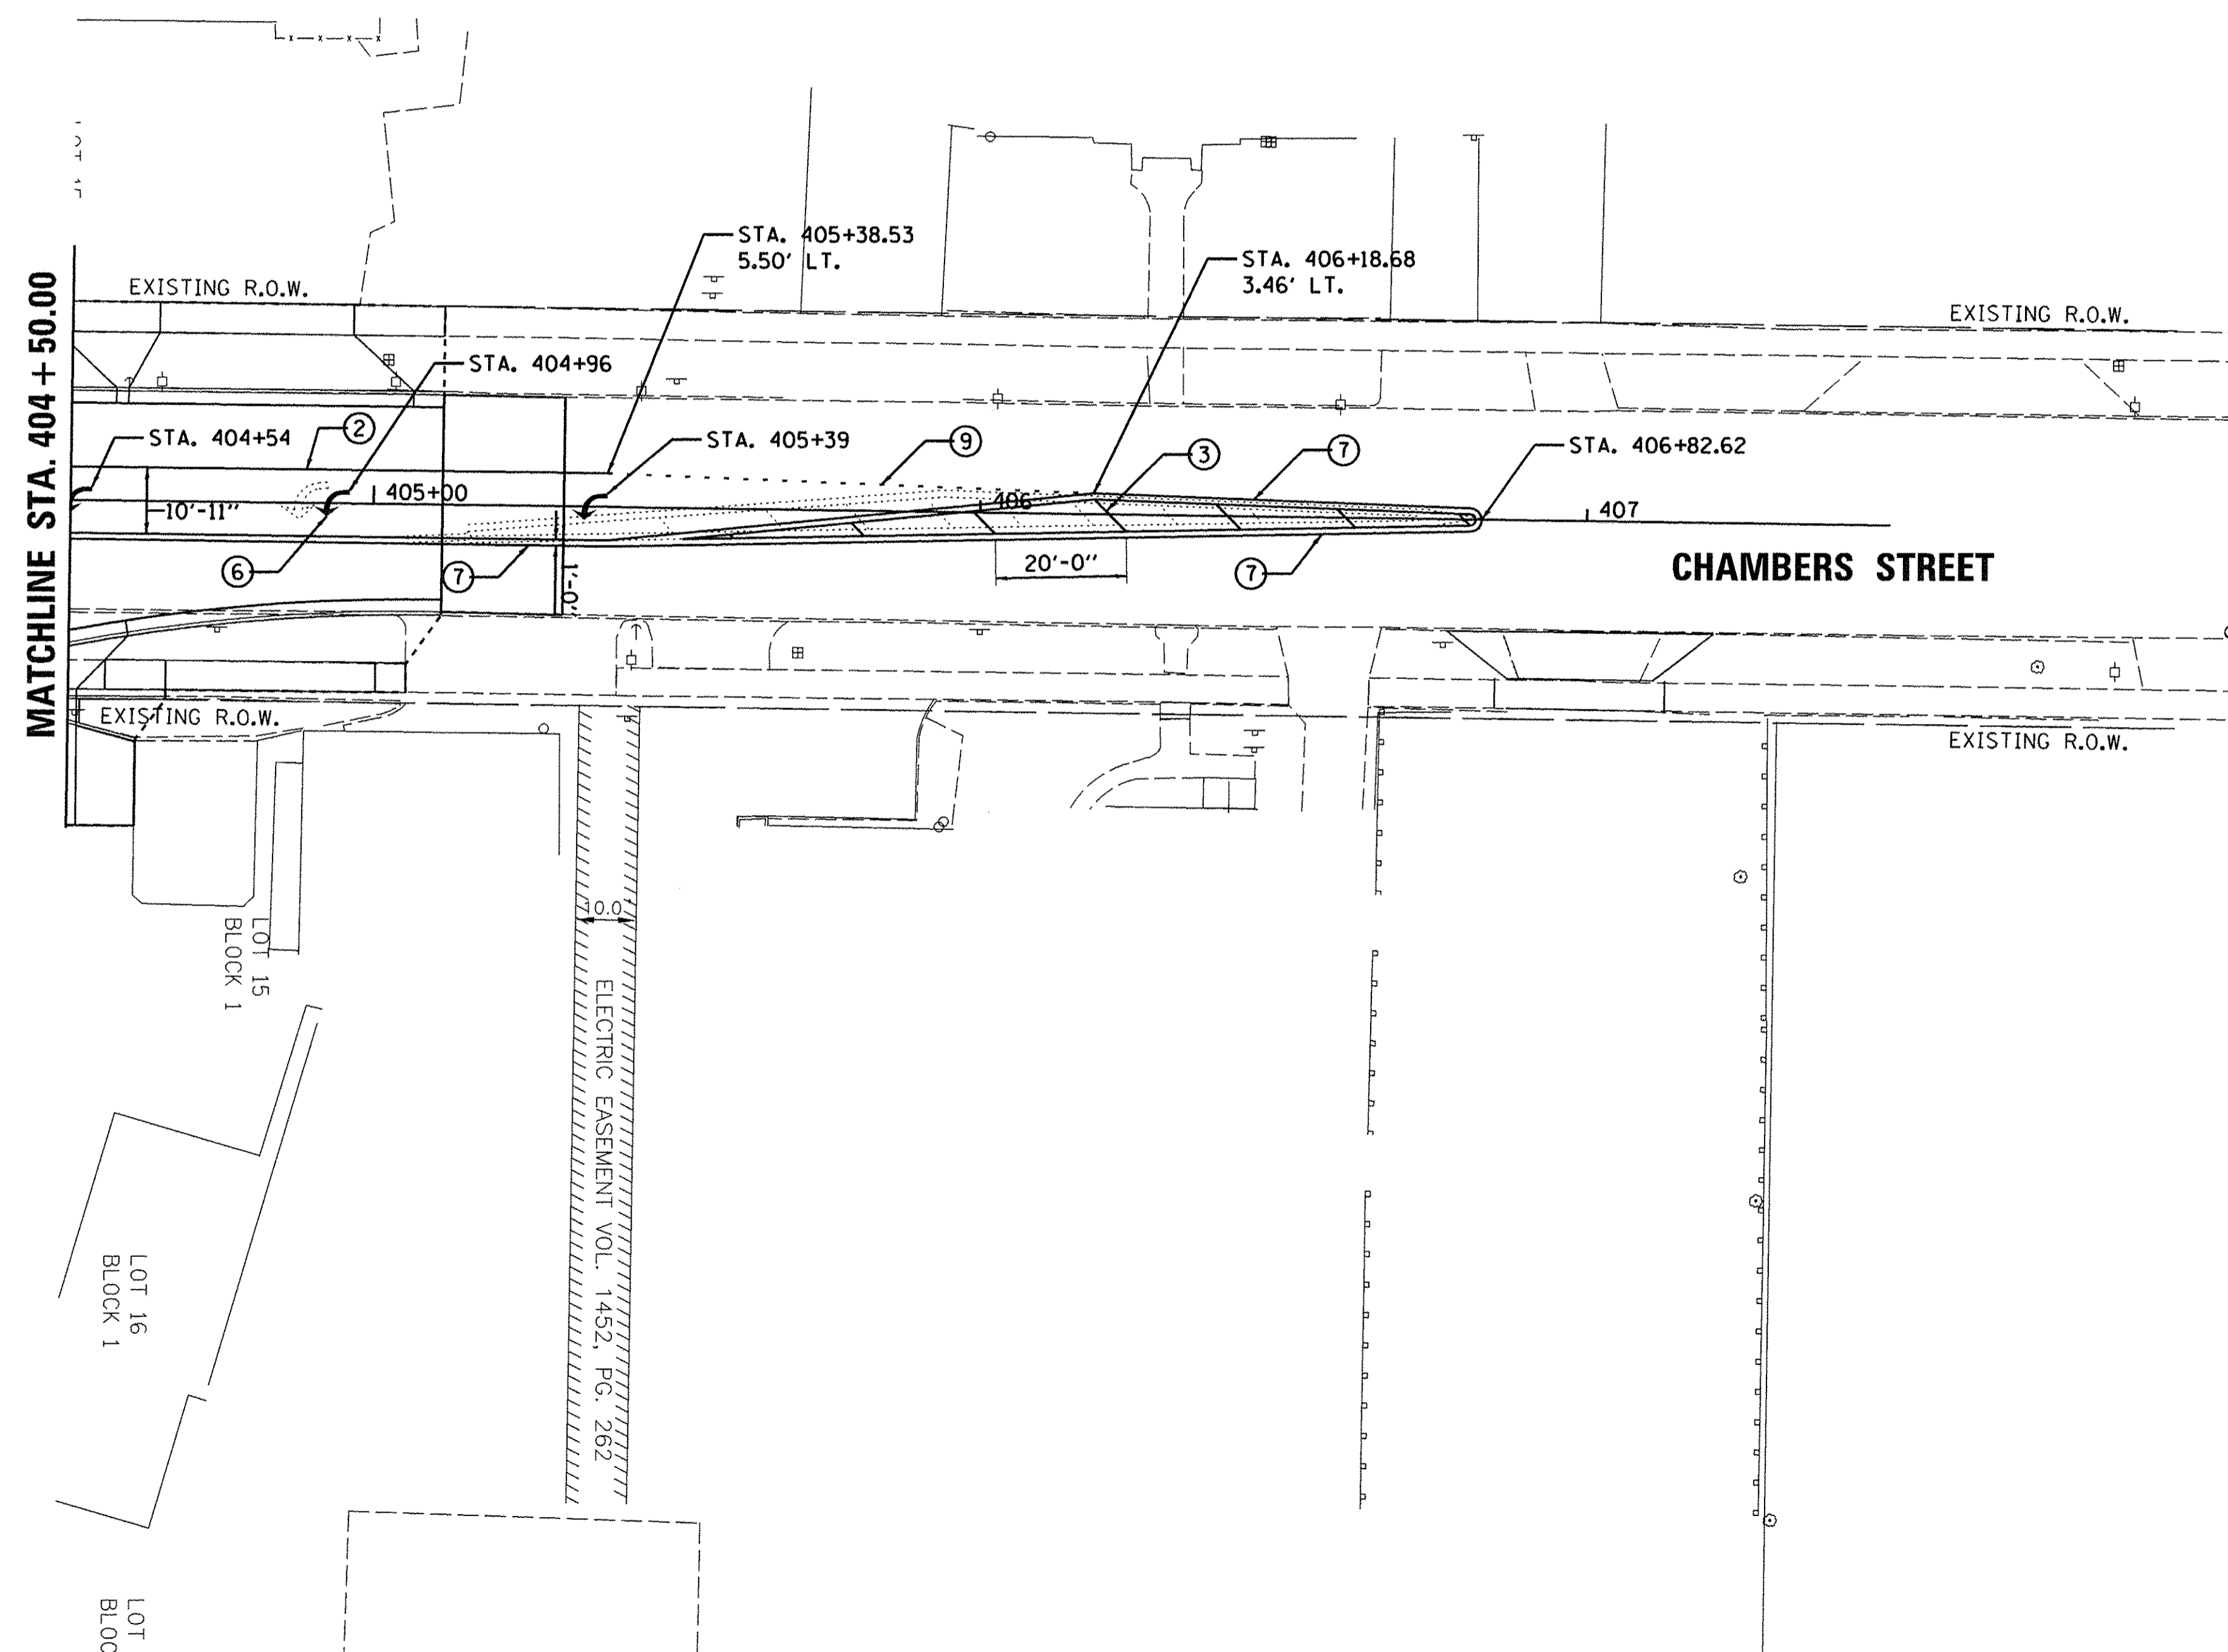 STA. 405+38.53
5.50' LT.
STA. 406+18.68
3.46' LT.
EXISTING R.O.W.
EXISTING R.O.W.
MATCHLINE STA. 404 + 50.00
STA. 404+96
2
STA. 404+54
STA. 405+39
9
3
7
STA. 406+82.62
405+00
406
407
10'-11"
6
7
1'-0"
20'-0"
7
CHAMBERS STREET
EXISTING R.O.W.
EXISTING R.O.W.
10.0
LOT 15
BLOCK 1
ELECTRIC EASEMENT VOL. 1452, PG. 262
LOT 16
BLOCK 1
LOT